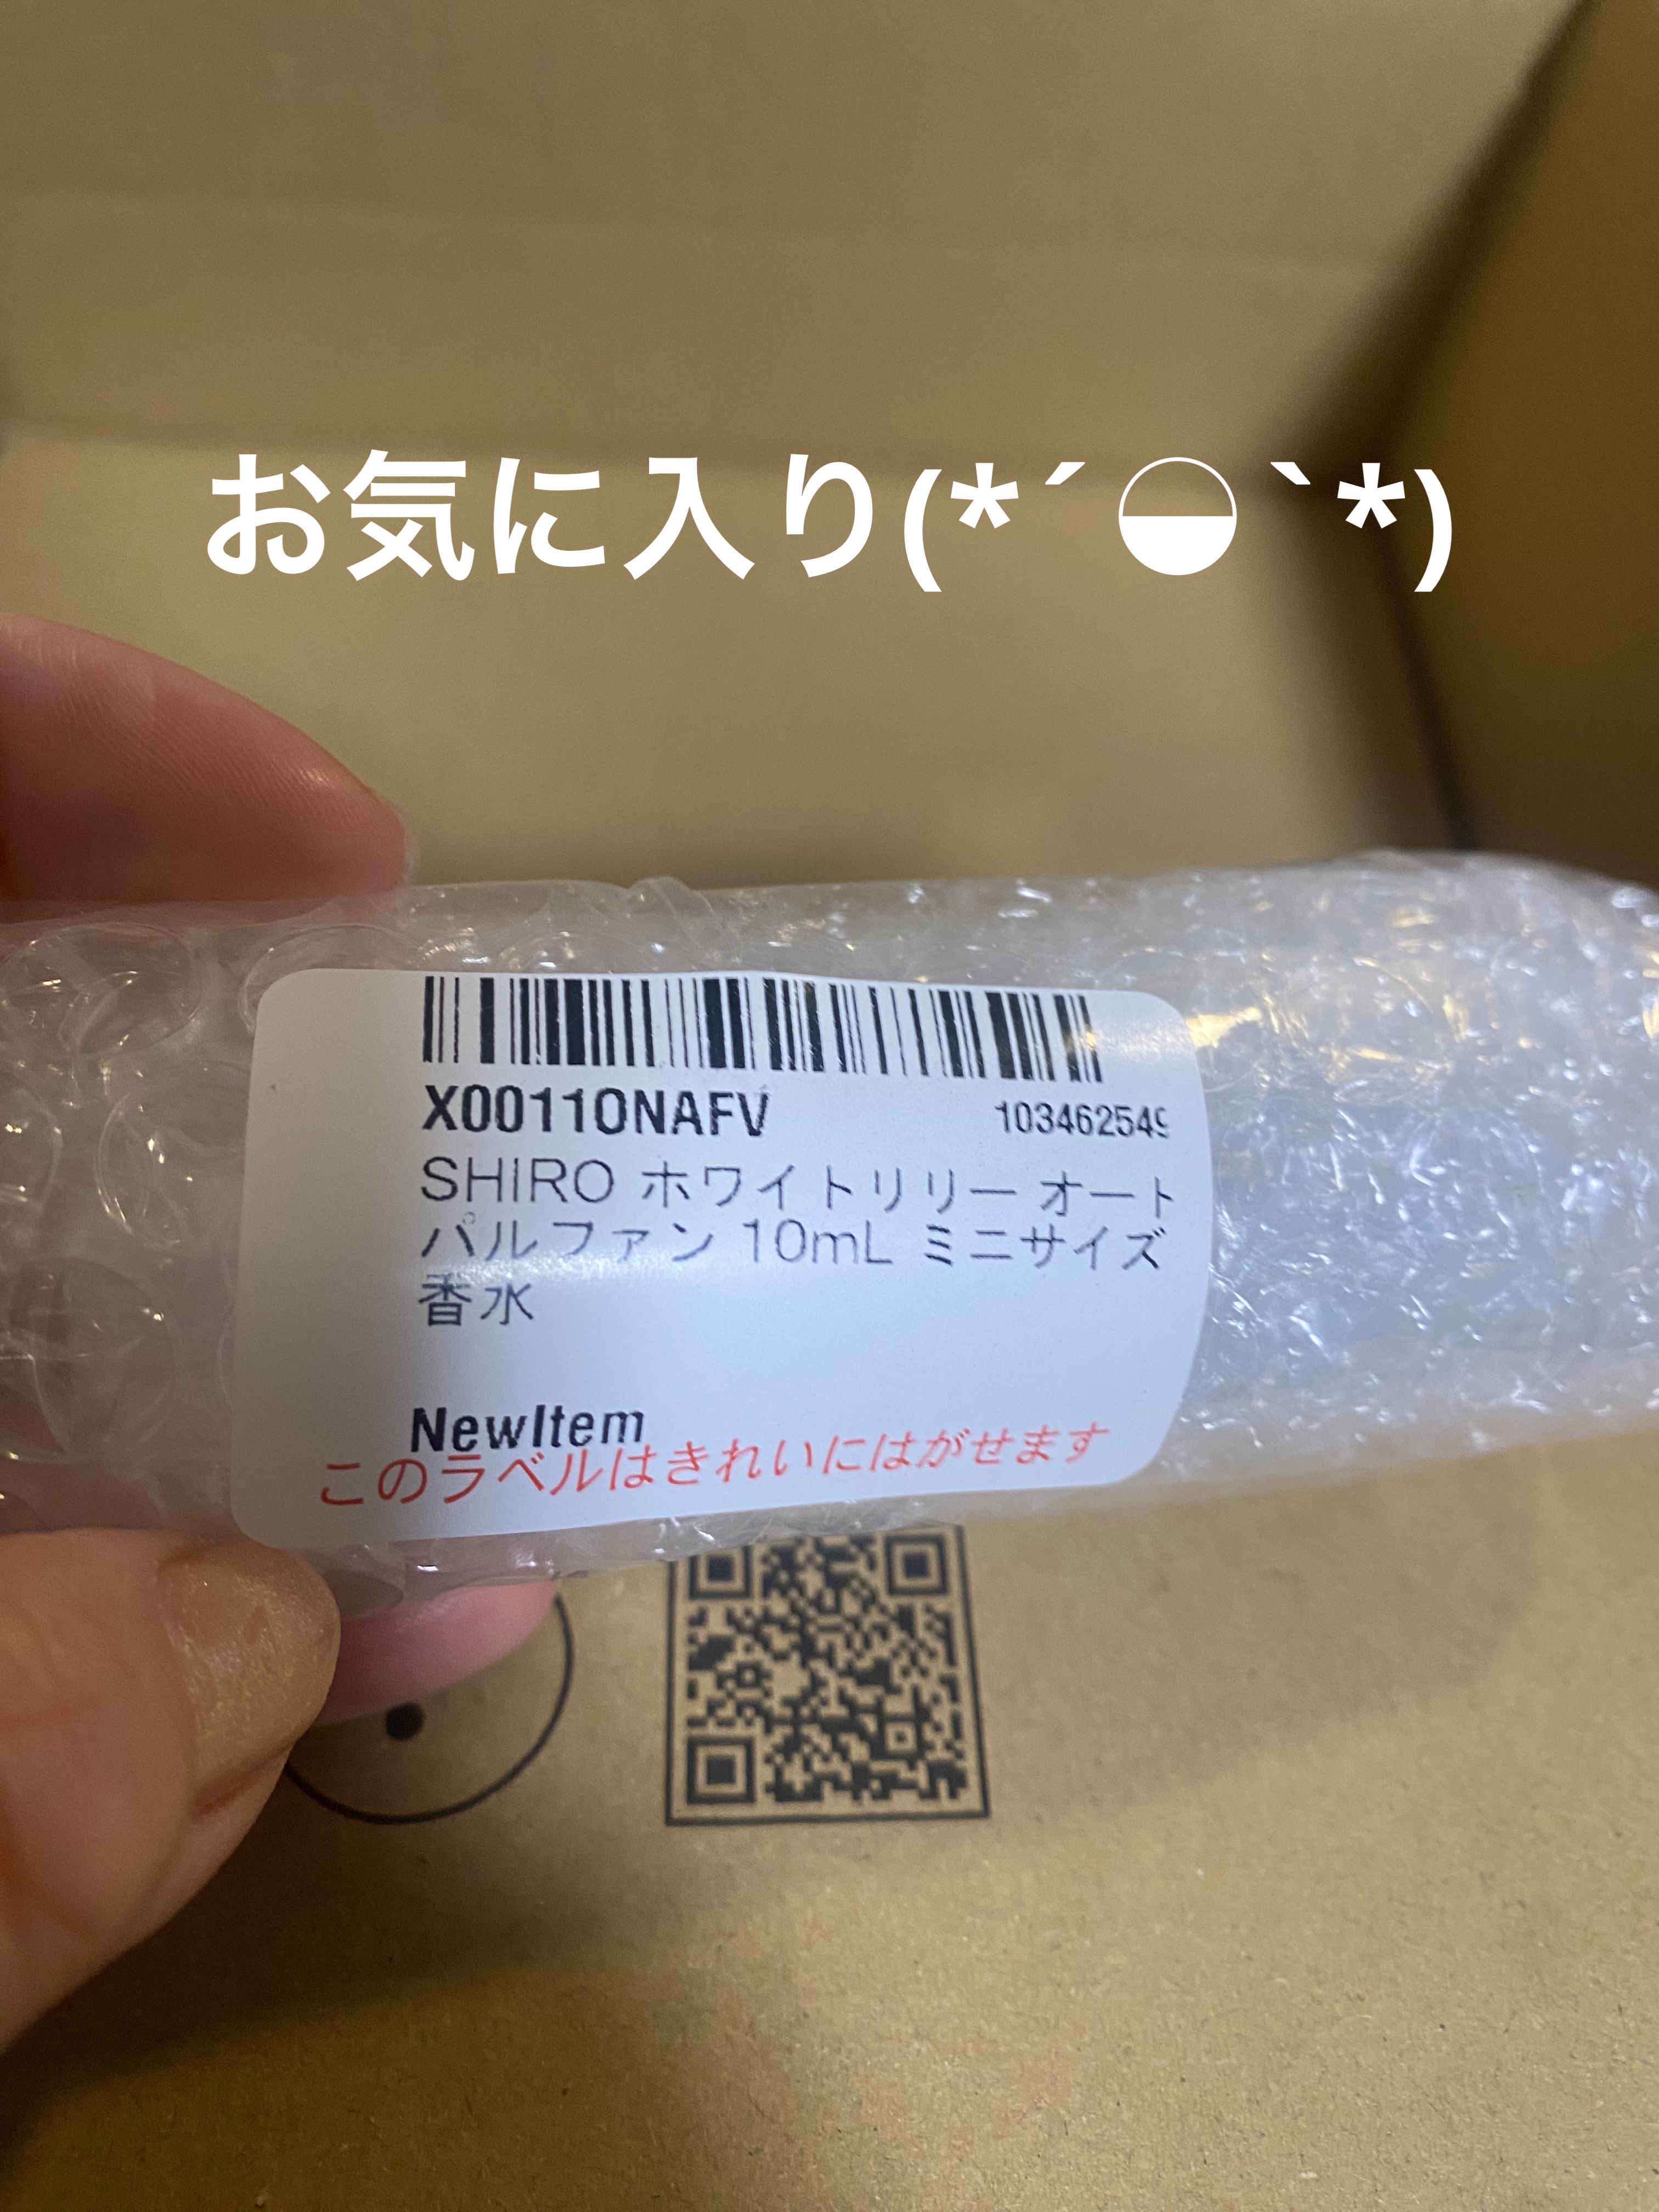 お気に入り(*´◒`*)
X0011ONAFV 103462549
SHIRO ホワイトリリー オード
パルファン 10mL ミニサイズ
香水
NewItem
このラベルはきれいにはがせます